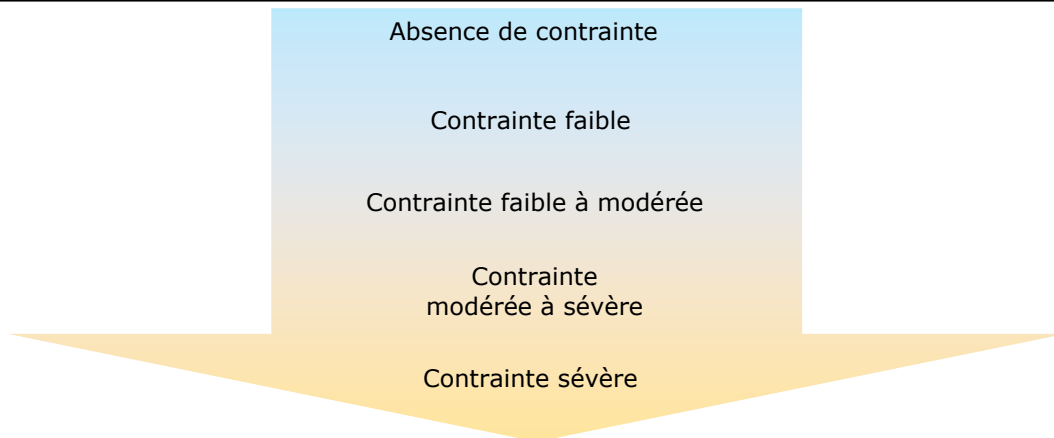 Absence de contrainte
Contrainte faible
Contrainte faible à modérée
Contrainte
modérée à sévère
Contrainte sévère